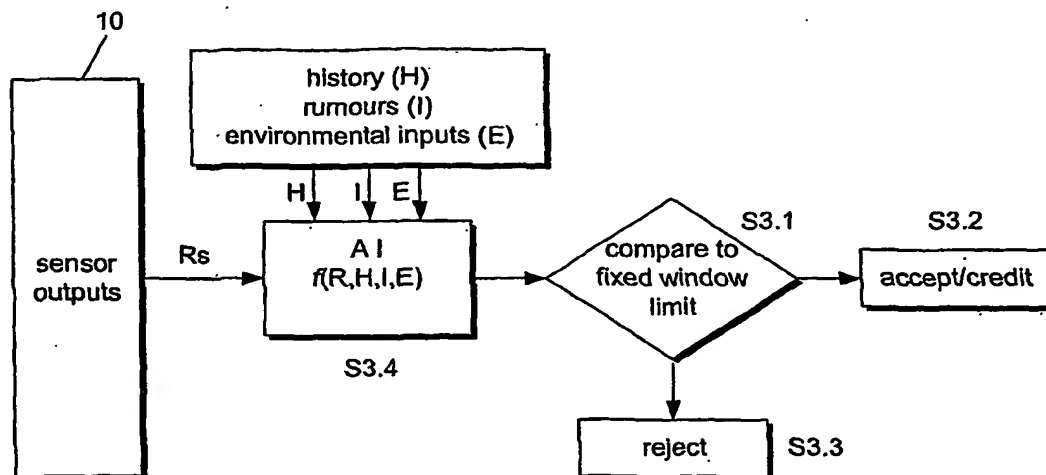 10
history (H)
rumours (I)
environmental inputs (E)
H I E
sensor
outputs
Rs
A I
f(R,H,I,E)
S3.4
compare to
fixed window
limit
S3.1
S3.2
accept/credit
reject
S3.3